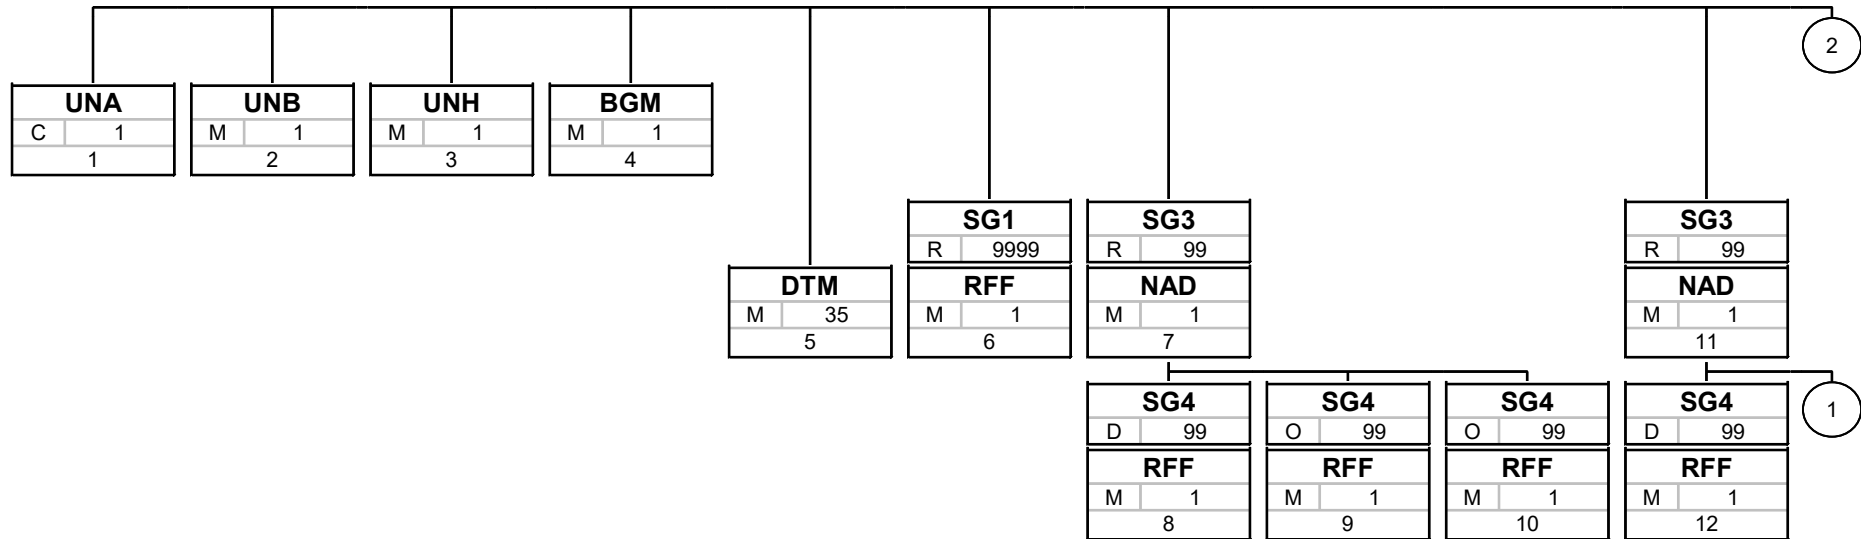 2
UNA UNB UNH BGM
C 1 M 1 M 1 M 1
1 2 3 4
SG1 SG3 SG3
R 9999 R 99 R 99
DTM RFF NAD NAD
M 35 M 1 M 1 M 1
5 6 7 11
SG4 SG4 SG4 SG4 1
D 99 O 99 O 99 D 99
RFF RFF RFF RFF
M 1 M 1 M 1 M 1
8 9 10 12